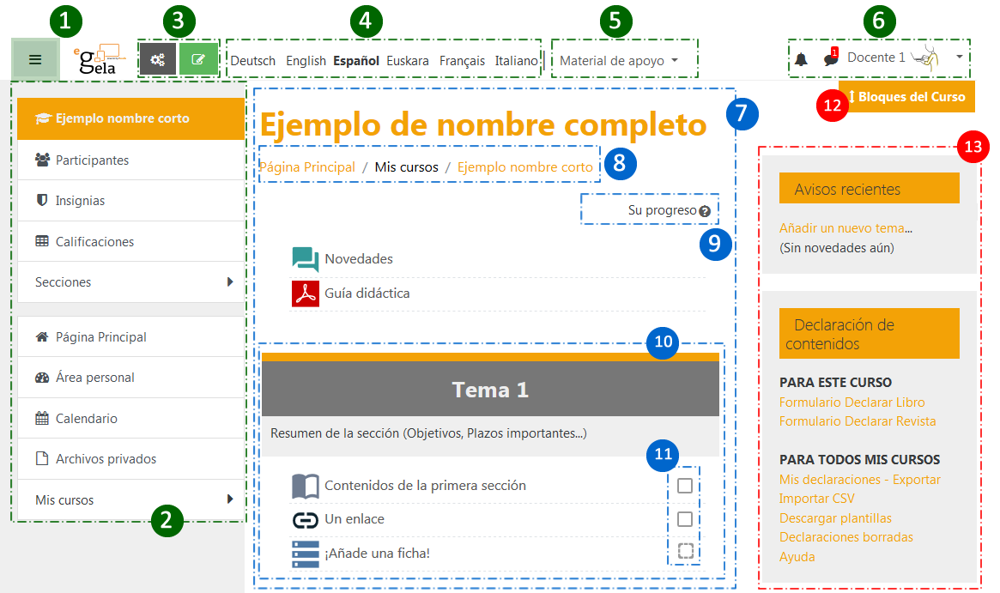 1
3
4
5
6
e
gela
Deutsch English Español Euskara Français Italiano
Material de apoyo
1
Docente 1
12
↕ Bloques del Curso
Ejemplo nombre corto
Participantes
Insignias
Calificaciones
Secciones
Página Principal
Área personal
Calendario
Archivos privados
Mis cursos
2
Ejemplo de nombre completo
7
Página Principal / Mis cursos / Ejemplo nombre corto
8
Su progreso
9
Novedades
Guía didáctica
10
Tema 1
Resumen de la sección (Objetivos, Plazos importantes...)
11
Contenidos de la primera sección
Un enlace
¡Añade una ficha!
13
Avisos recientes
Añadir un nuevo tema...
(Sin novedades aún)
Declaración de
contenidos
PARA ESTE CURSO
Formulario Declarar Libro
Formulario Declarar Revista
PARA TODOS MIS CURSOS
Mis declaraciones - Exportar
Importar CSV
Descargar plantillas
Declaraciones borradas
Ayuda